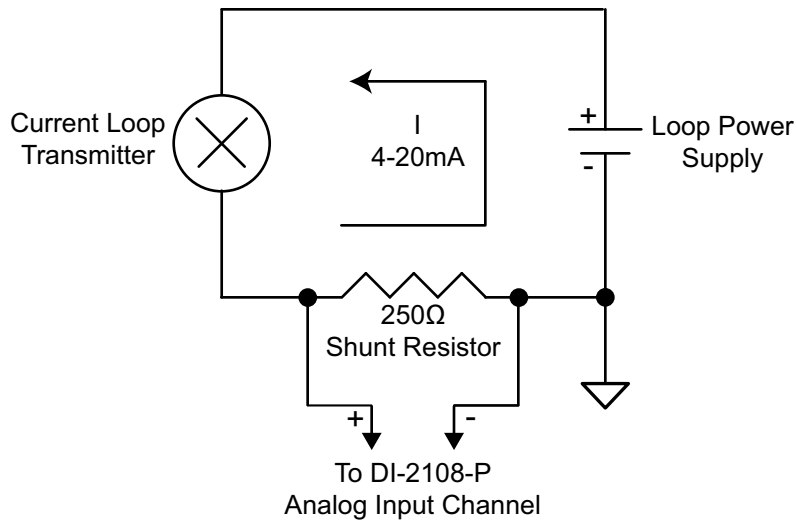 Current Loop
Transmitter
I
4-20mA
+
-
Loop Power
Supply
250Ω
Shunt Resistor
+
-
To DI-2108-P
Analog Input Channel